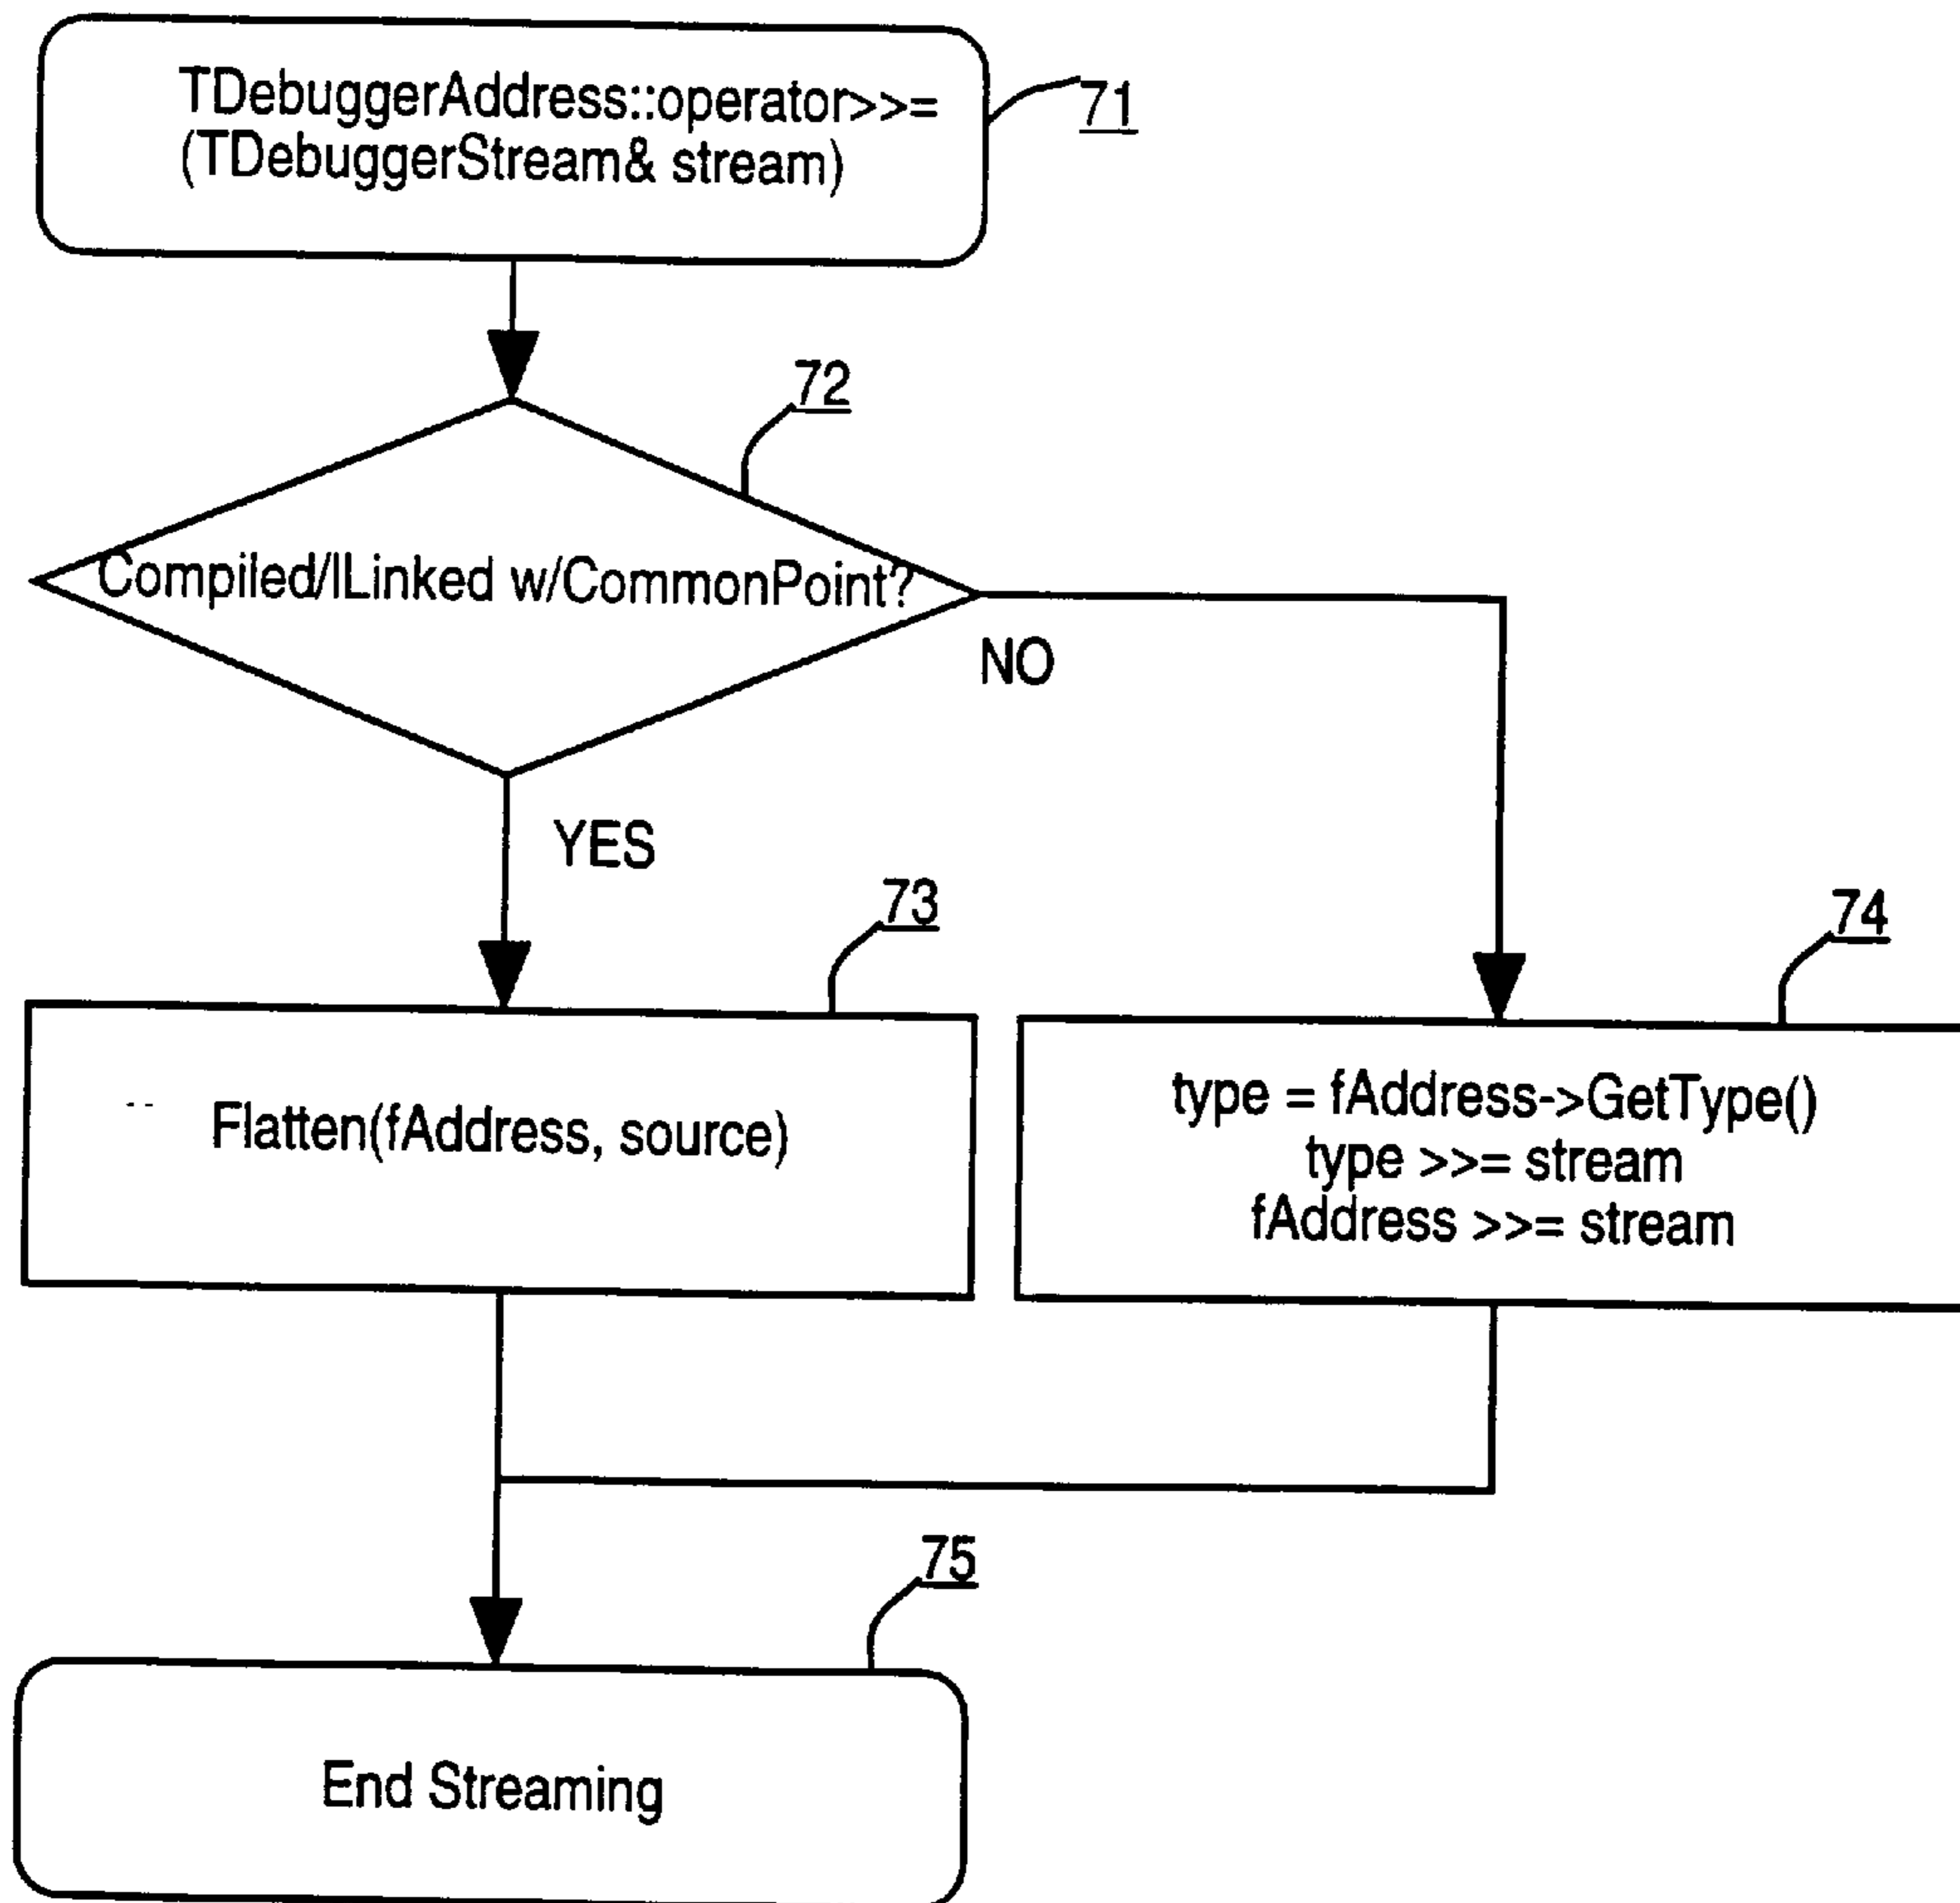 TDebuggerAddress::operator>>=
(TDebuggerStream& stream)
71
72
Compiled/lLinked w/CommonPoint?
NO
YES
73
74
Flatten(fAddress, source)
type = fAddress->GetType()
type >>= stream
fAddress >>= stream
75
End Streaming